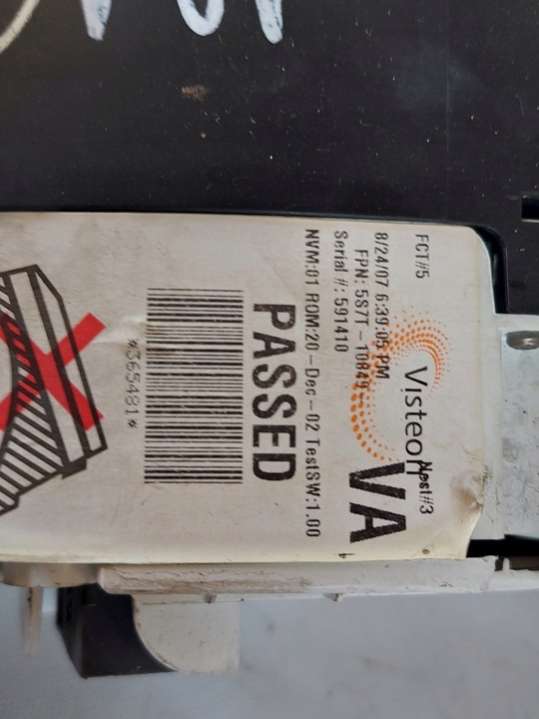 FCT#5
Visteon Nest#3
8/24/07 6:39:05 PM
FPN: 5S7T-10849-
VA
Serial #: 591410
NVM:01 ROM:20-Dec-02 TestSW:1.00
PASSED
*365481*